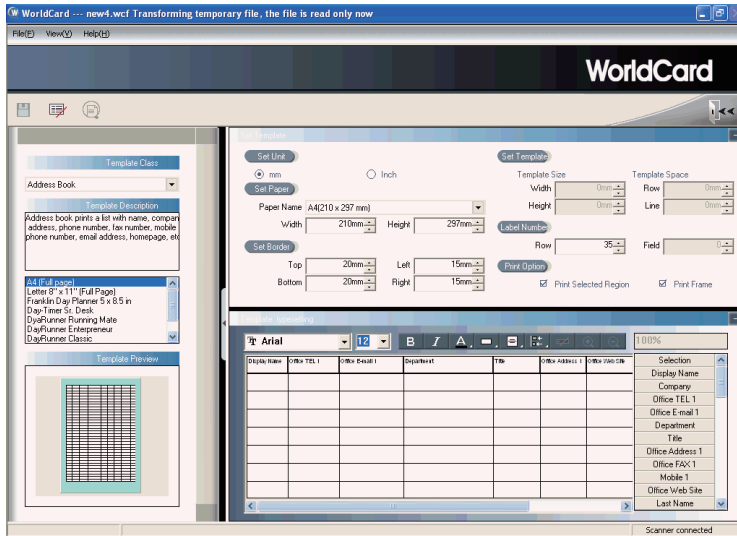 WorldCard --- new4.wcf Transforming temporary file, the file is read only now
File(F) View(V) Help(H)
WorldCard
Template Class
Address Book
Template Description
Address book prints a list with name, compan
address, phone number, fax number, mobile
phone number, email address, homepage, etc
A4 (Full page)
Letter 8" x 11" (Full Page)
Franklin Day Planner 5 x 8.5 in
Day-Timer Sr. Desk
DyaRunner Running Mate
DayRunner Enterpreneur
DayRunner Classic
Template Preview
Set Template
Set Unit
mm Inch
Set Paper
Paper Name A4(210 x 297 mm)
Width 210mm Height 297mm
Set Border
Top 20mm Left 15mm
Bottom 20mm Right 15mm
Set Template
Template Size Template Space
Width 0mm Row 0mm
Height 0mm Line 0mm
Label Number
Row 35 Field 0
Print Option
Print Selected Region Print Frame
Arial 12 B I A 100%
Display Name Office TEL 1 Office E-mail 1 Department Title Office Address 1 Office Web Site
Selection
Display Name
Company
Office TEL 1
Office E-mail 1
Department
Title
Office Address 1
Office FAX 1
Mobile 1
Office Web Site
Last Name
Scanner connected